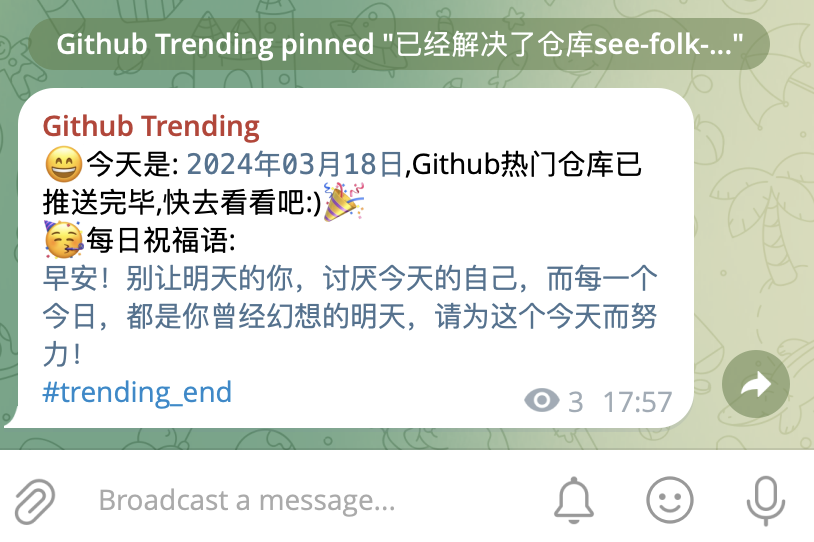 Github Trending pinned "已经解决了仓库see-folk-..."
Github Trending
😄今天是: 2024年03月18日,Github热门仓库已
推送完毕,快去看看吧:)🎉
🥳每日祝福语:
早安！别让明天的你，讨厌今天的自己，而每一个
今日，都是你曾经幻想的明天，请为这个今天而努
力！
#trending_end
3 17:57
Broadcast a message...